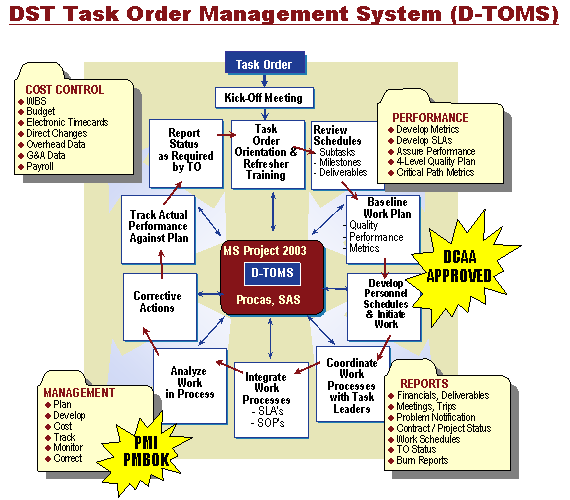 DST Task Order Management System (D-TOMS)
Task Order
Kick-Off Meeting
COST CONTROL
WBS
Budget
Electronic Timecards
Direct Changes
Overhead Data
G&A Data
Payroll
PERFORMANCE
Develop Metrics
Develop SLAs
Assure Performance
4-Level Quality Plan
Critical Path Metrics
Report
Status
as Required
by TO
Task
Order
Orientation &
Refresher
Training
Review
Schedules
- Subtasks
- Milestones
- Deliverables
Track Actual
Performance
Against Plan
Baseline
Work Plan
- Quality
- Performance
- Metrics
MS Project 2003
D-TOMS
Procas, SAS
DCAA
APPROVED
Corrective
Actions
Develop
Personnel
Schedules
& Initiate
Work
Analyze
Work
in Process
Integrate
Work
Processes
- SLA's
- SOP's
Coordinate
Work
Processes
with Task
Leaders
MANAGEMENT
Plan
Develop
Cost
Track
Monitor
Correct
PMI
PMBOK
REPORTS
Financials, Deliverables
Meetings, Trips
Problem Notification
Contract / Project Status
Work Schedules
TO Status
Burn Reports